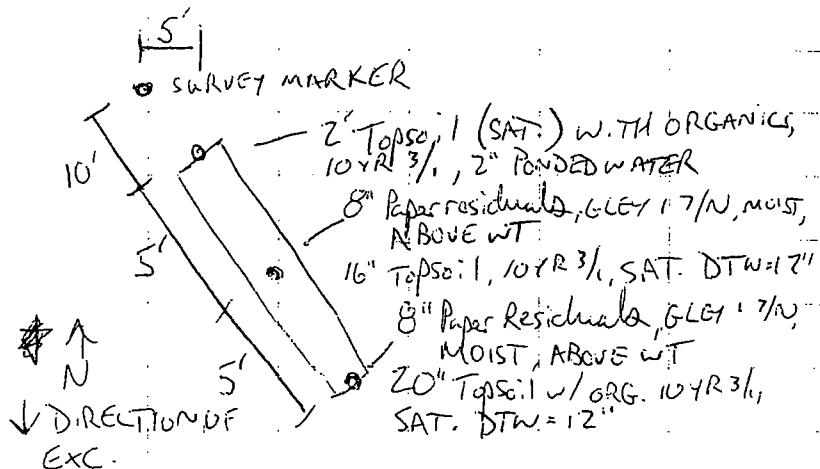 5'
SURVEY MARKER
10'
2' Topsoil (SAT.) WITH ORGANICS,
10YR 3/1, 2" PONDED WATER
8" Paper residuals, GLEY 1 7/N, MOIST,
ABOVE WT
5'
16" Topsoil, 10YR 3/1, SAT. DTW=12"
8" Paper Residuals, GLEY 1 7/N,
MOIST, ABOVE WT
N
5'
20" Topsoil w/ ORG. 10YR 3/1,
SAT. DTW=12"
↓ DIRECTION OF
EXC.